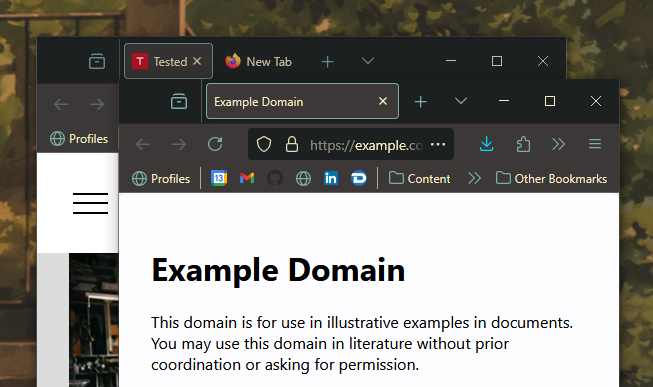 Tested
New Tab
Example Domain
Profiles
https://example.co
Profiles
13
Content
Other Bookmarks
Example Domain
This domain is for use in illustrative examples in documents.
You may use this domain in literature without prior
coordination or asking for permission.